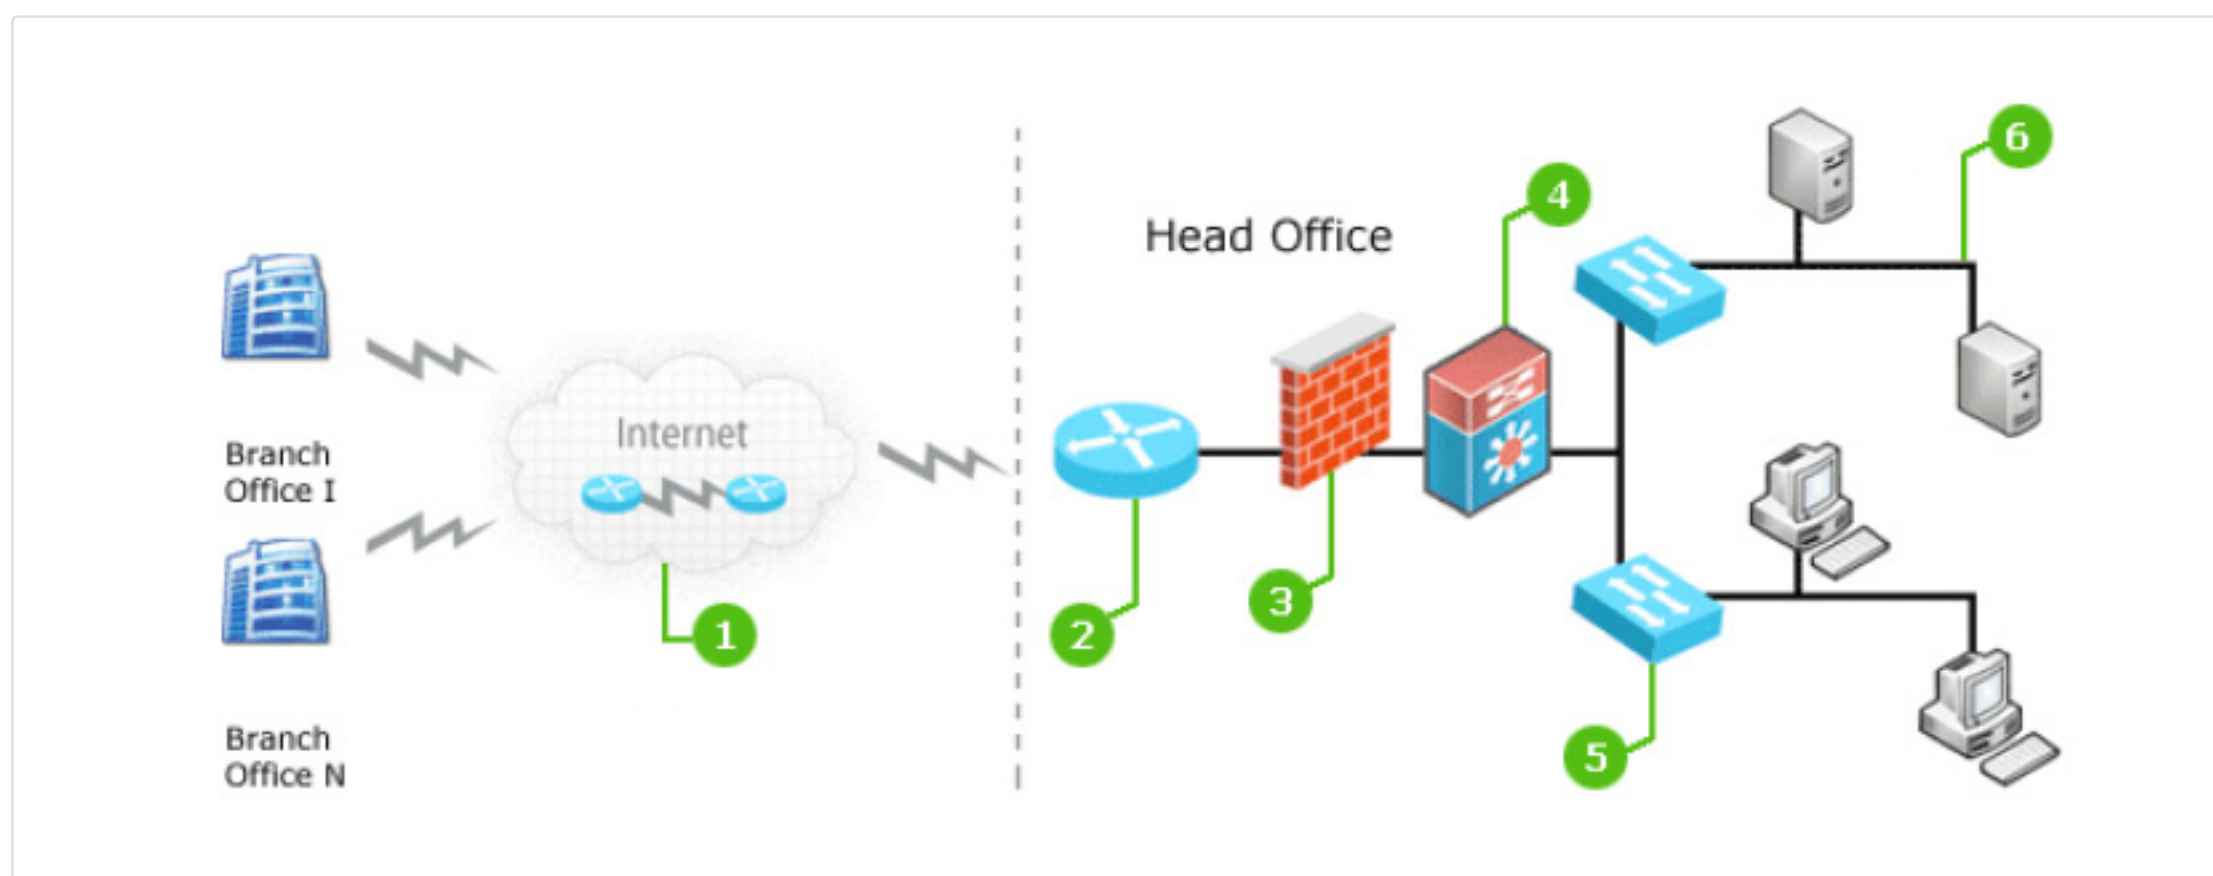 6
4
Head Office
Internet
Branch
Office I
1
2
3
5
Branch
Office N